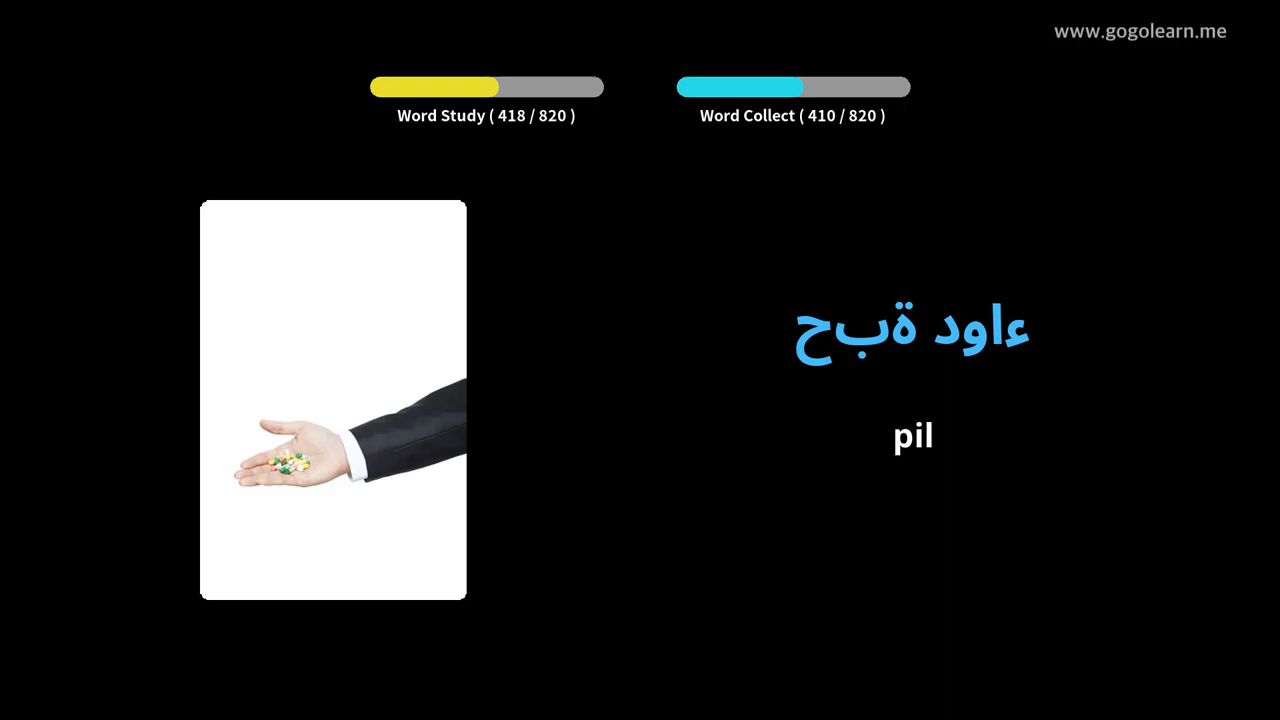 www.gogolearn.me
Word Study ( 418 / 820 )
Word Collect ( 410 / 820 )
حبة دواء
pil